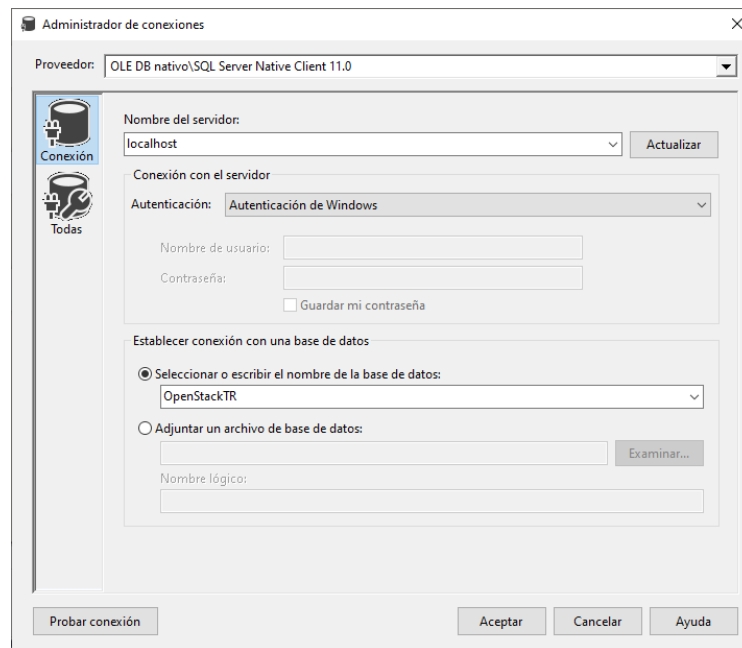 Administrador de conexiones
Proveedor: OLE DB nativo\SQL Server Native Client 11.0
Conexión
Todas
Nombre del servidor:
localhost
Actualizar
Conexión con el servidor
Autenticación: Autenticación de Windows
Nombre de usuario:
Contraseña:
Guardar mi contraseña
Establecer conexión con una base de datos
Seleccionar o escribir el nombre de la base de datos:
OpenStackTR
Adjuntar un archivo de base de datos:
Examinar...
Nombre lógico:
Probar conexión Aceptar Cancelar Ayuda